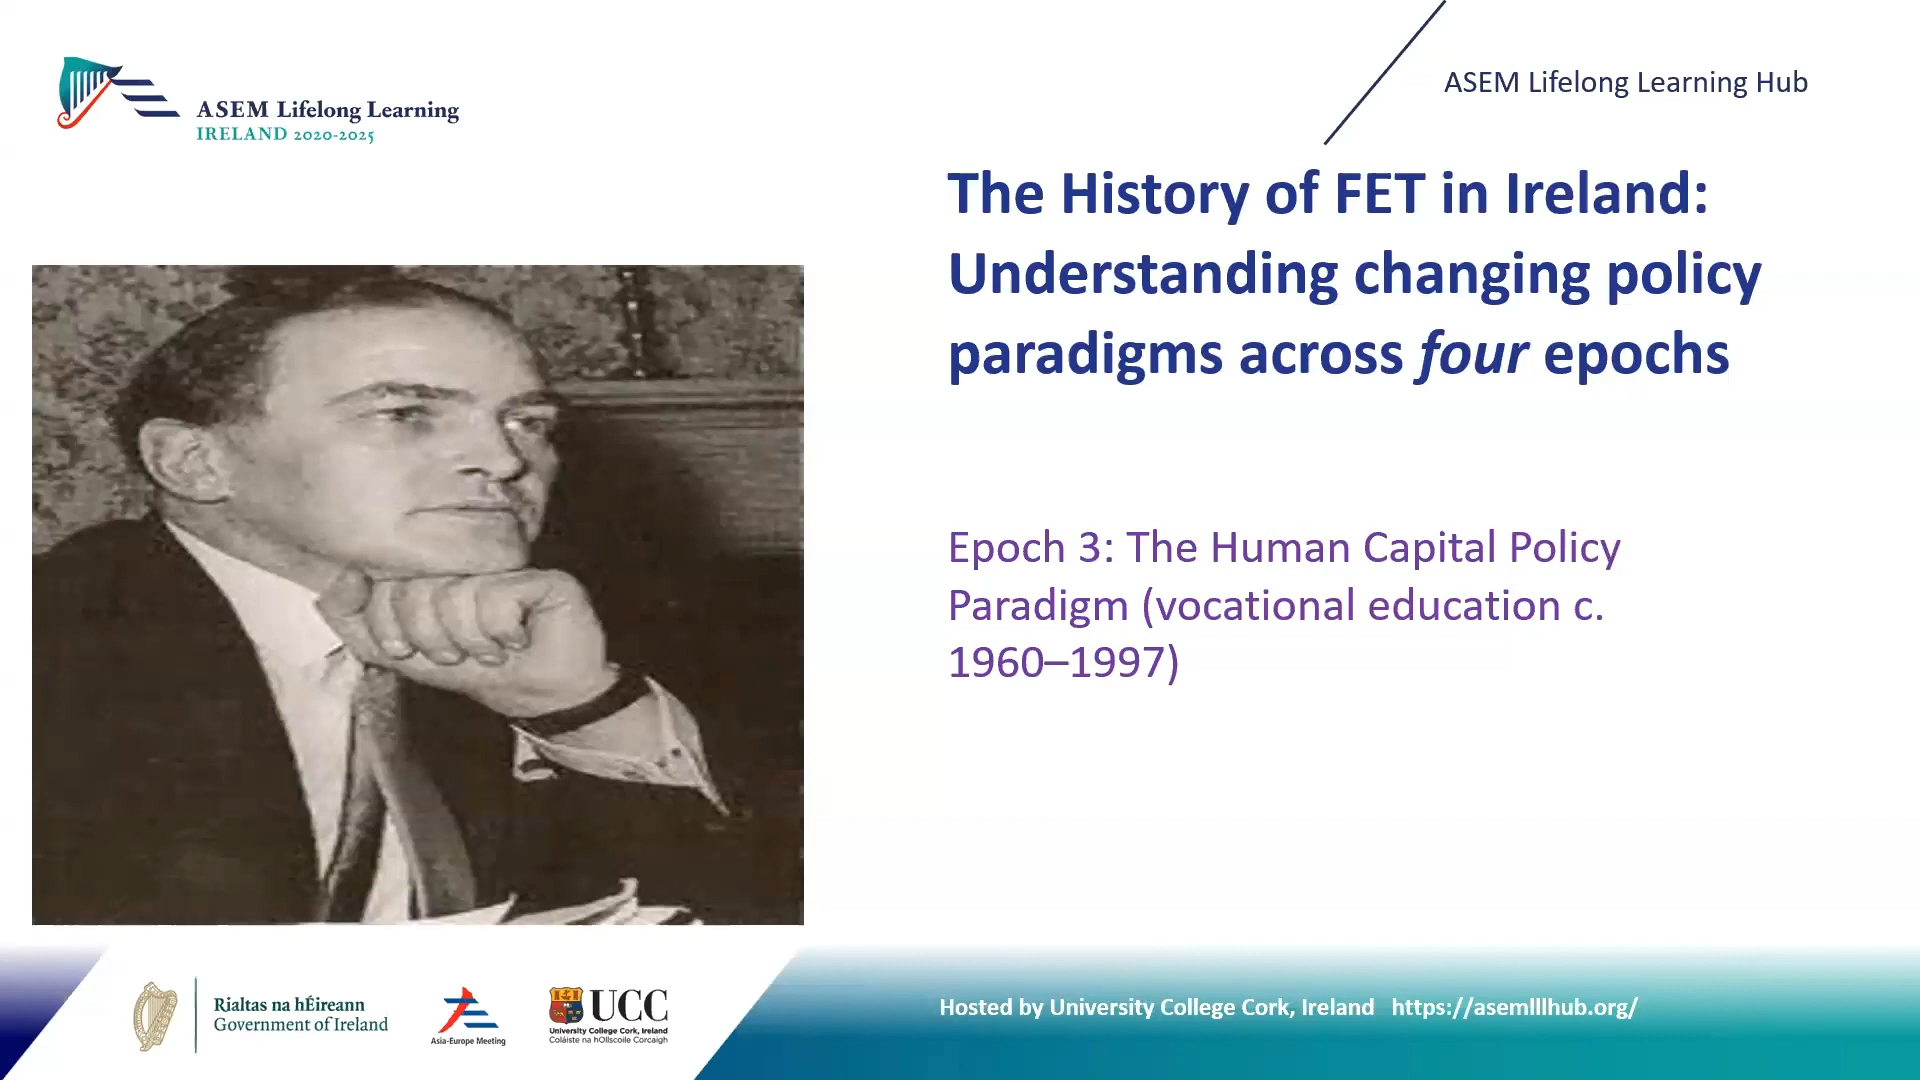 ASEM Lifelong Learning
IRELAND 2020-2025
ASEM Lifelong Learning Hub
The History of FET in Ireland:
Understanding changing policy
paradigms across four epochs
Epoch 3: The Human Capital Policy
Paradigm (vocational education c.
1960–1997)
Rialtas na hÉireann
Government of Ireland
Asia-Europe Meeting
UCC
University College Cork, Ireland
Coláiste na hOllscoile Corcaigh
Hosted by University College Cork, Ireland https://asemlllhub.org/